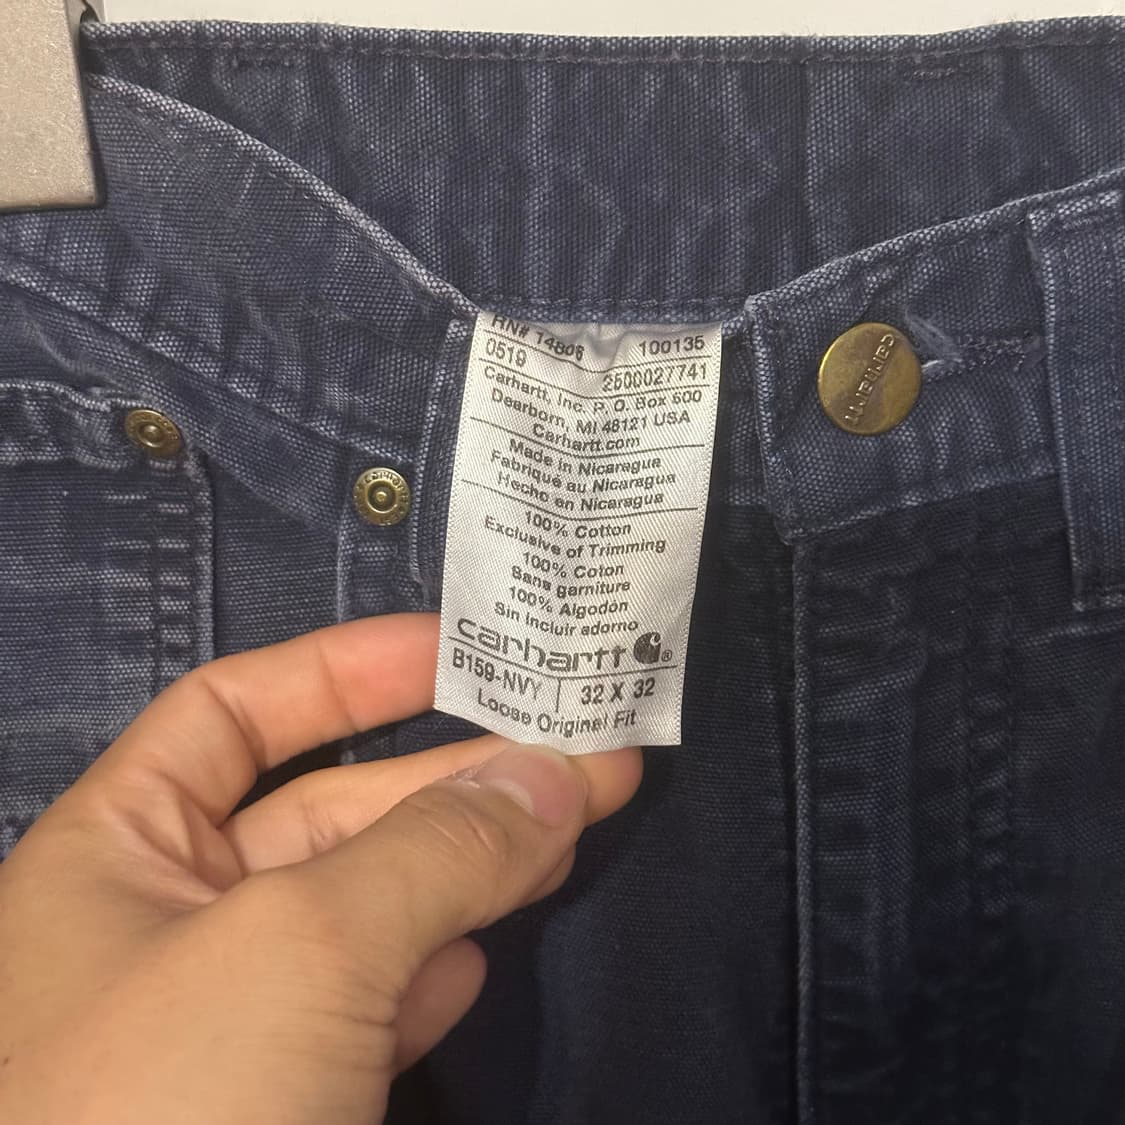 RN# 14806 100135
0519 2500027741
Carhartt, Inc. P. O. Box 600
Dearborn, MI 48121 USA
Carhartt.com
Made in Nicaragua
Fabriqué au Nicaragua
Hecho en Nicaragua
100% Cotton
Exclusive of Trimming
100% Coton
Sans garniture
100% Algodón
Sin incluir adorno
carhartt ®
B159-NVY 32 X 32
Loose Original Fit
CARHARTT